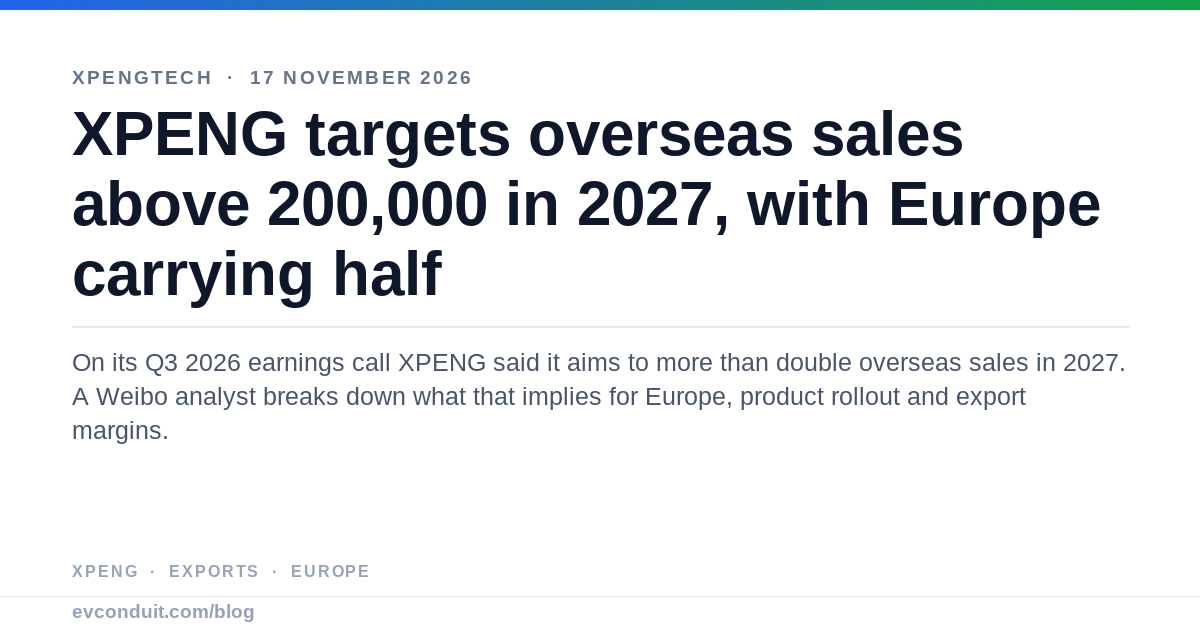 XPENGTECH · 17 NOVEMBER 2026
XPENG targets overseas sales
above 200,000 in 2027, with Europe
carrying half
On its Q3 2026 earnings call XPENG said it aims to more than double overseas sales in 2027.
A Weibo analyst breaks down what that implies for Europe, product rollout and export
margins.
XPENG · EXPORTS · EUROPE
evconduit.com/blog